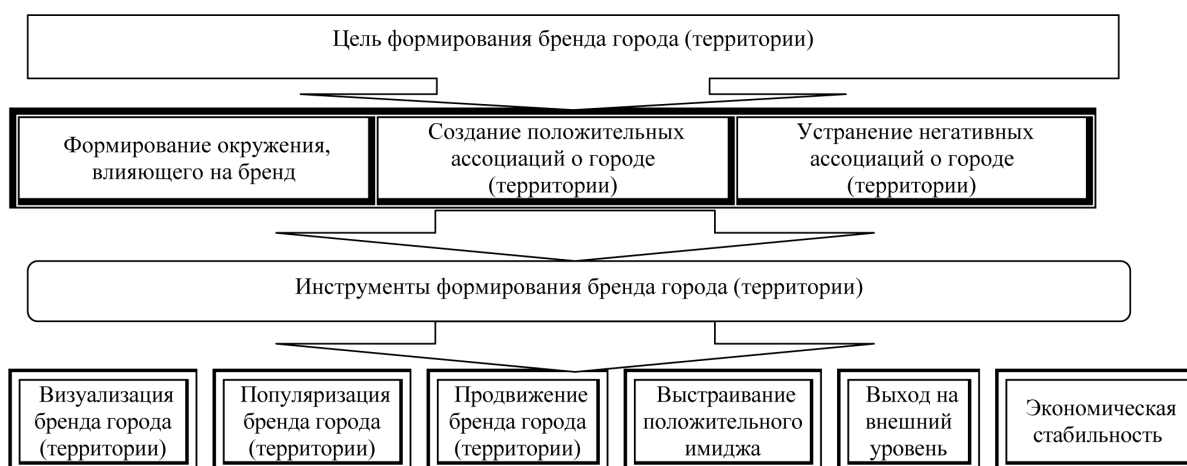 Цель формирования бренда города (территории)
Формирование окружения,
влияющего на бренд
Создание положительных
ассоциаций о городе
(территории)
Устранение негативных
ассоциаций о городе
(территории)
Инструменты формирования бренда города (территории)
Визуализация
бренда города
(территории)
Популяризация
бренда города
(территории)
Продвижение
бренда города
(территории)
Выстраивание
положительного
имиджа
Выход на
внешний
уровень
Экономическая
стабильность